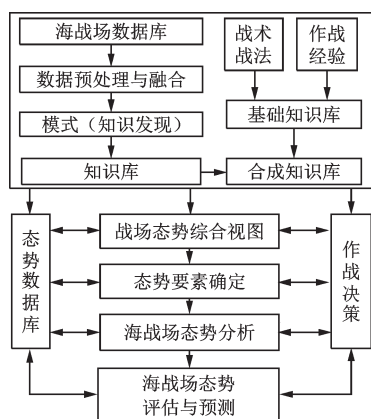 海战场数据库
数据预处理与融合
模式（知识发现）
知识库
战术
战法
作战
经验
基础知识库
合成知识库
态势数据库
战场态势综合视图
态势要素确定
海战场态势分析
海战场态势
评估与预测
作战决策